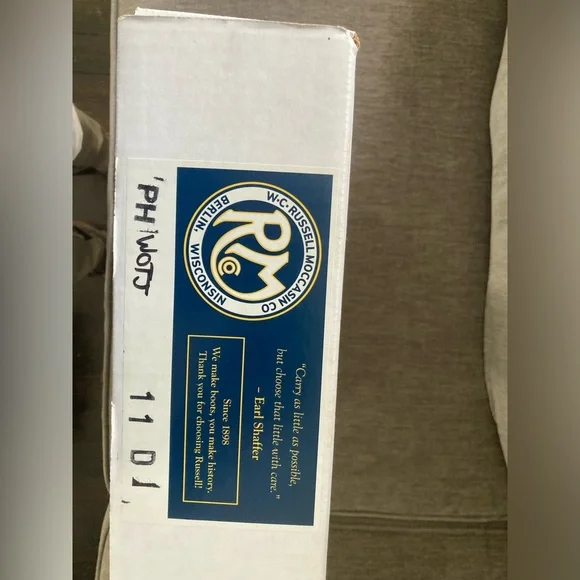 W·C·RUSSELL MOCCASIN CO
BERLIN, WISCONSIN
RM
Co
"Carry as little as possible,
but choose that little with care."
– Earl Shaffer
Since 1898
We make boots, you make history.
Thank you for choosing Russell!
'PH\WOTJ 11 D